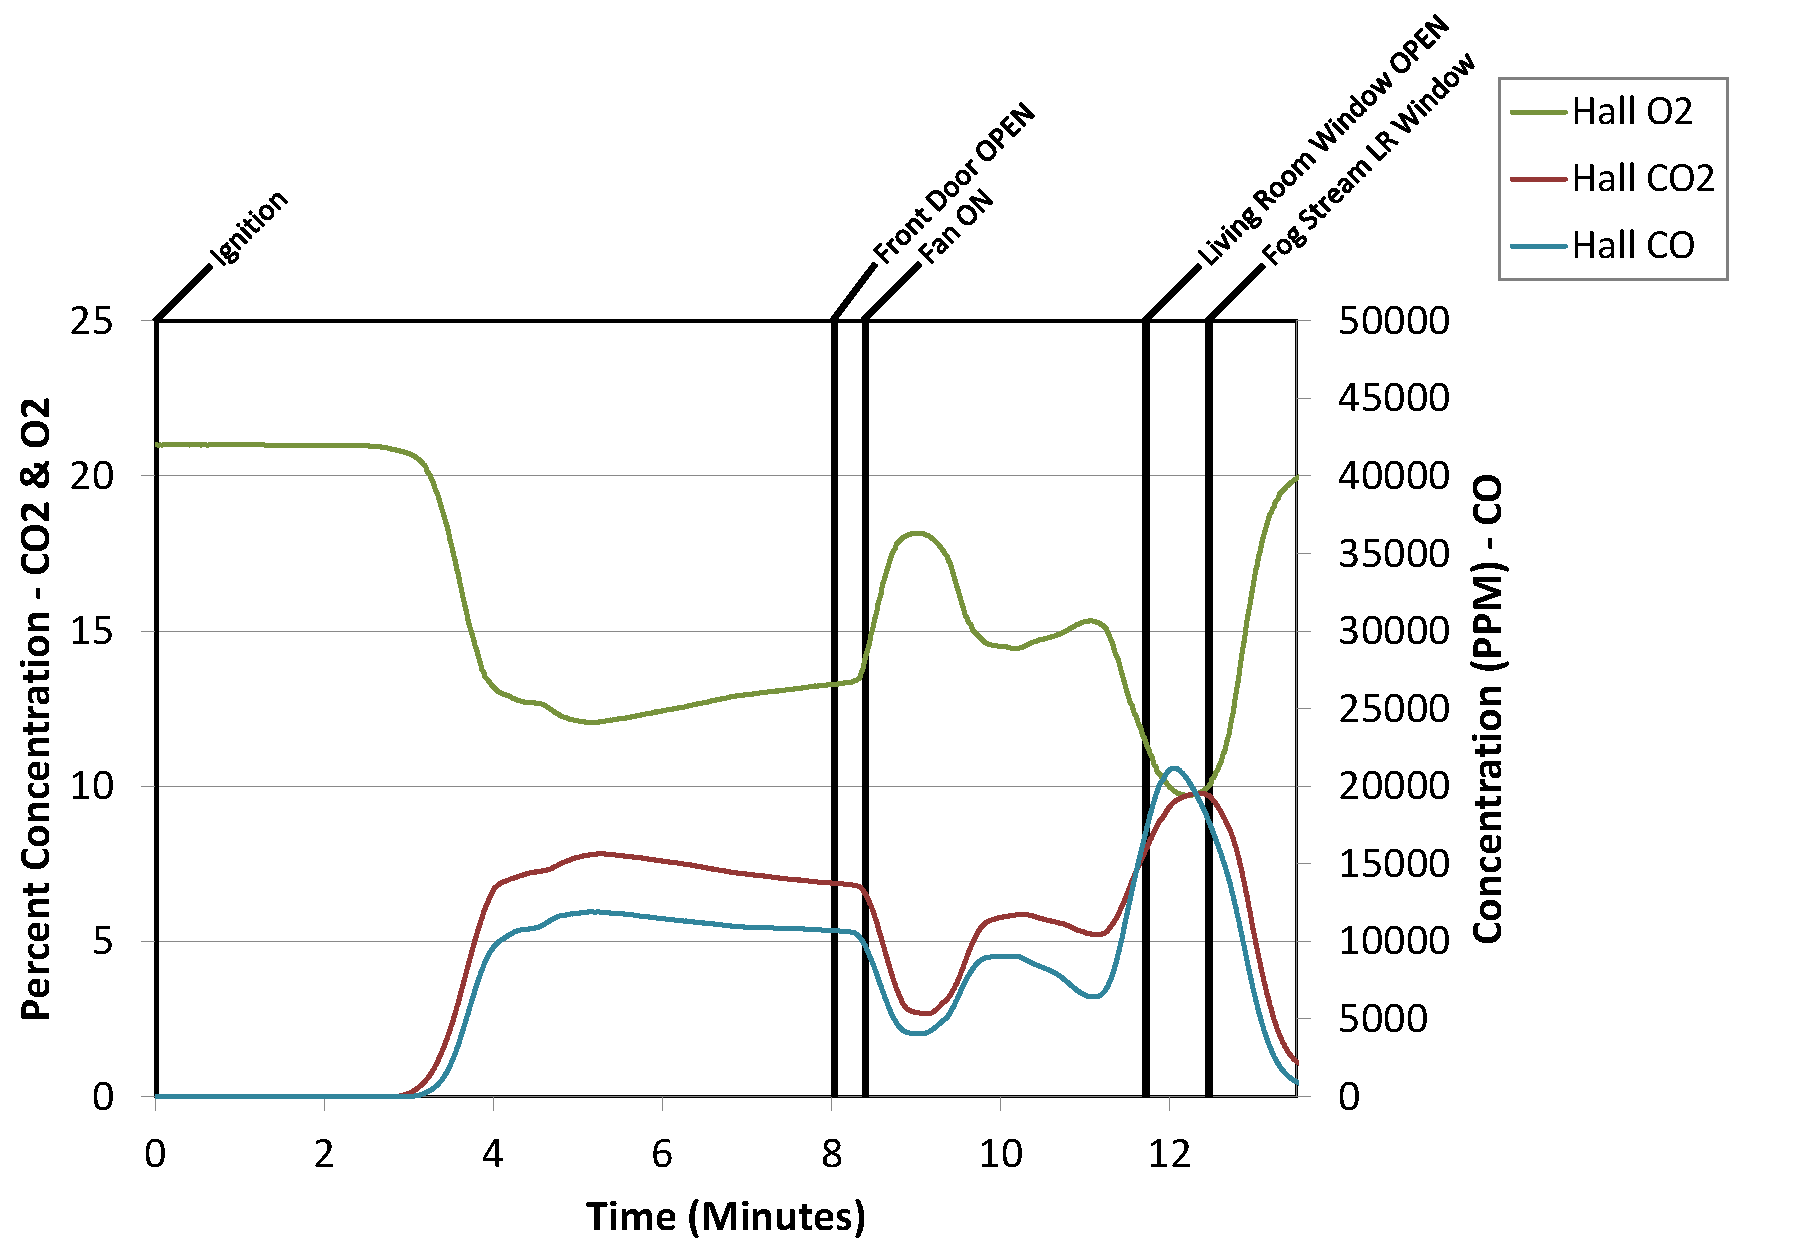 Ignition
Front Door OPEN
Fan ON
Living Room Window OPEN
Fog Stream LR Window
Hall O2
Hall CO2
Hall CO
Percent Concentration - CO2 & O2
25
20
15
10
5
0
50000
45000
40000
35000
30000
25000
20000
15000
10000
5000
0
Concentration (PPM) - CO
0 2 4 6 8 10 12
Time (Minutes)